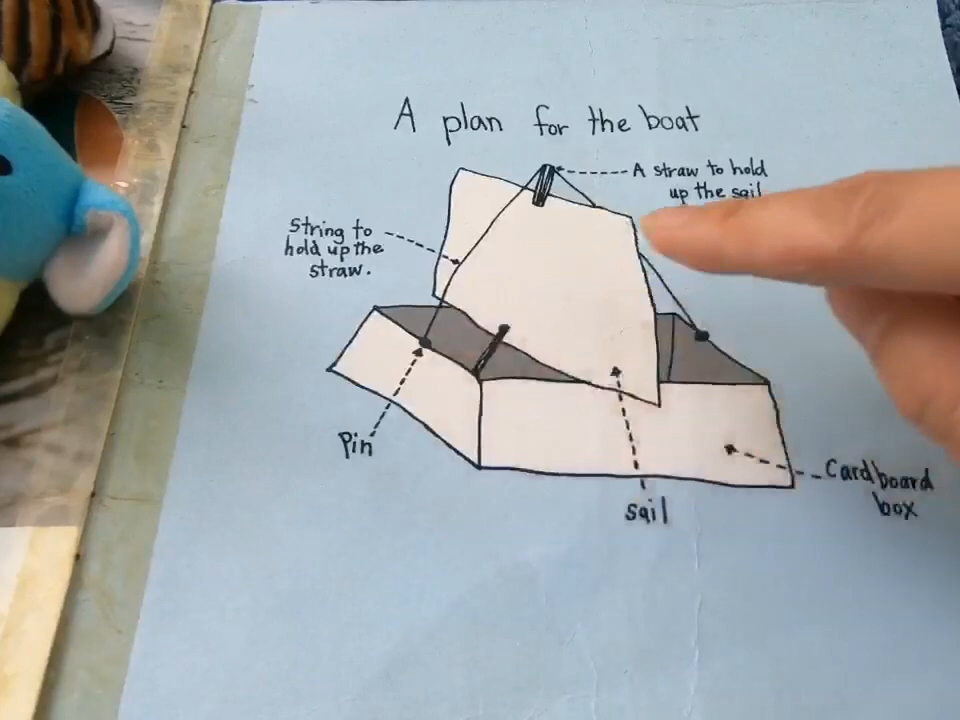 A plan for the boat
A straw to hold
up the sail
String to
hold up the
straw.
Pin
Cardboard
box
sail